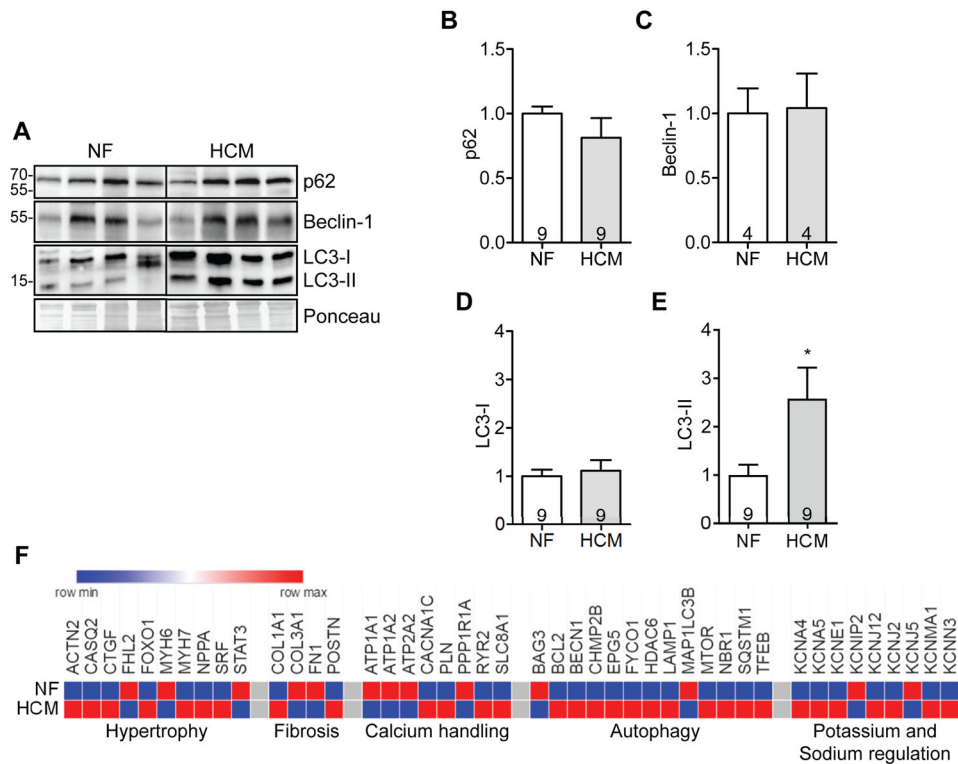 A
NF HCM
70-
55-
p62
55-
Beclin-1
LC3-I
15-
LC3-II
Ponceau
B
p62
1.5
1.0
0.5
0.0
9 9
NF HCM
C
Beclin-1
1.5
1.0
0.5
0.0
4 4
NF HCM
D
LC3-I
4
3
2
1
0
9 9
NF HCM
E
LC3-II
4
3
2
1
0
*
9 9
NF HCM
F
row min row max
ACTN2
CASQ2
CTGF
FHL2
FOXO1
MYH6
MYH7
NPPA
SRF
STAT3
COL1A1
COL3A1
FN1
POSTN
ATP1A1
ATP1A2
ATP2A2
CACNA1C
PLN
PPP1R1A
RYR2
SLC8A1
BAG3
BCL2
BECN1
CHMP2B
EPG5
FYCO1
HDAC6
LAMP1
MAP1LC3B
MTOR
NBR1
SQSTM1
TFEB
KCNA4
KCNA5
KCNE1
KCNIP2
KCNJ12
KCNJ2
KCNJ5
KCNMA1
KCNN3
NF
HCM
Hypertrophy Fibrosis Calcium handling Autophagy Potassium and
Sodium regulation